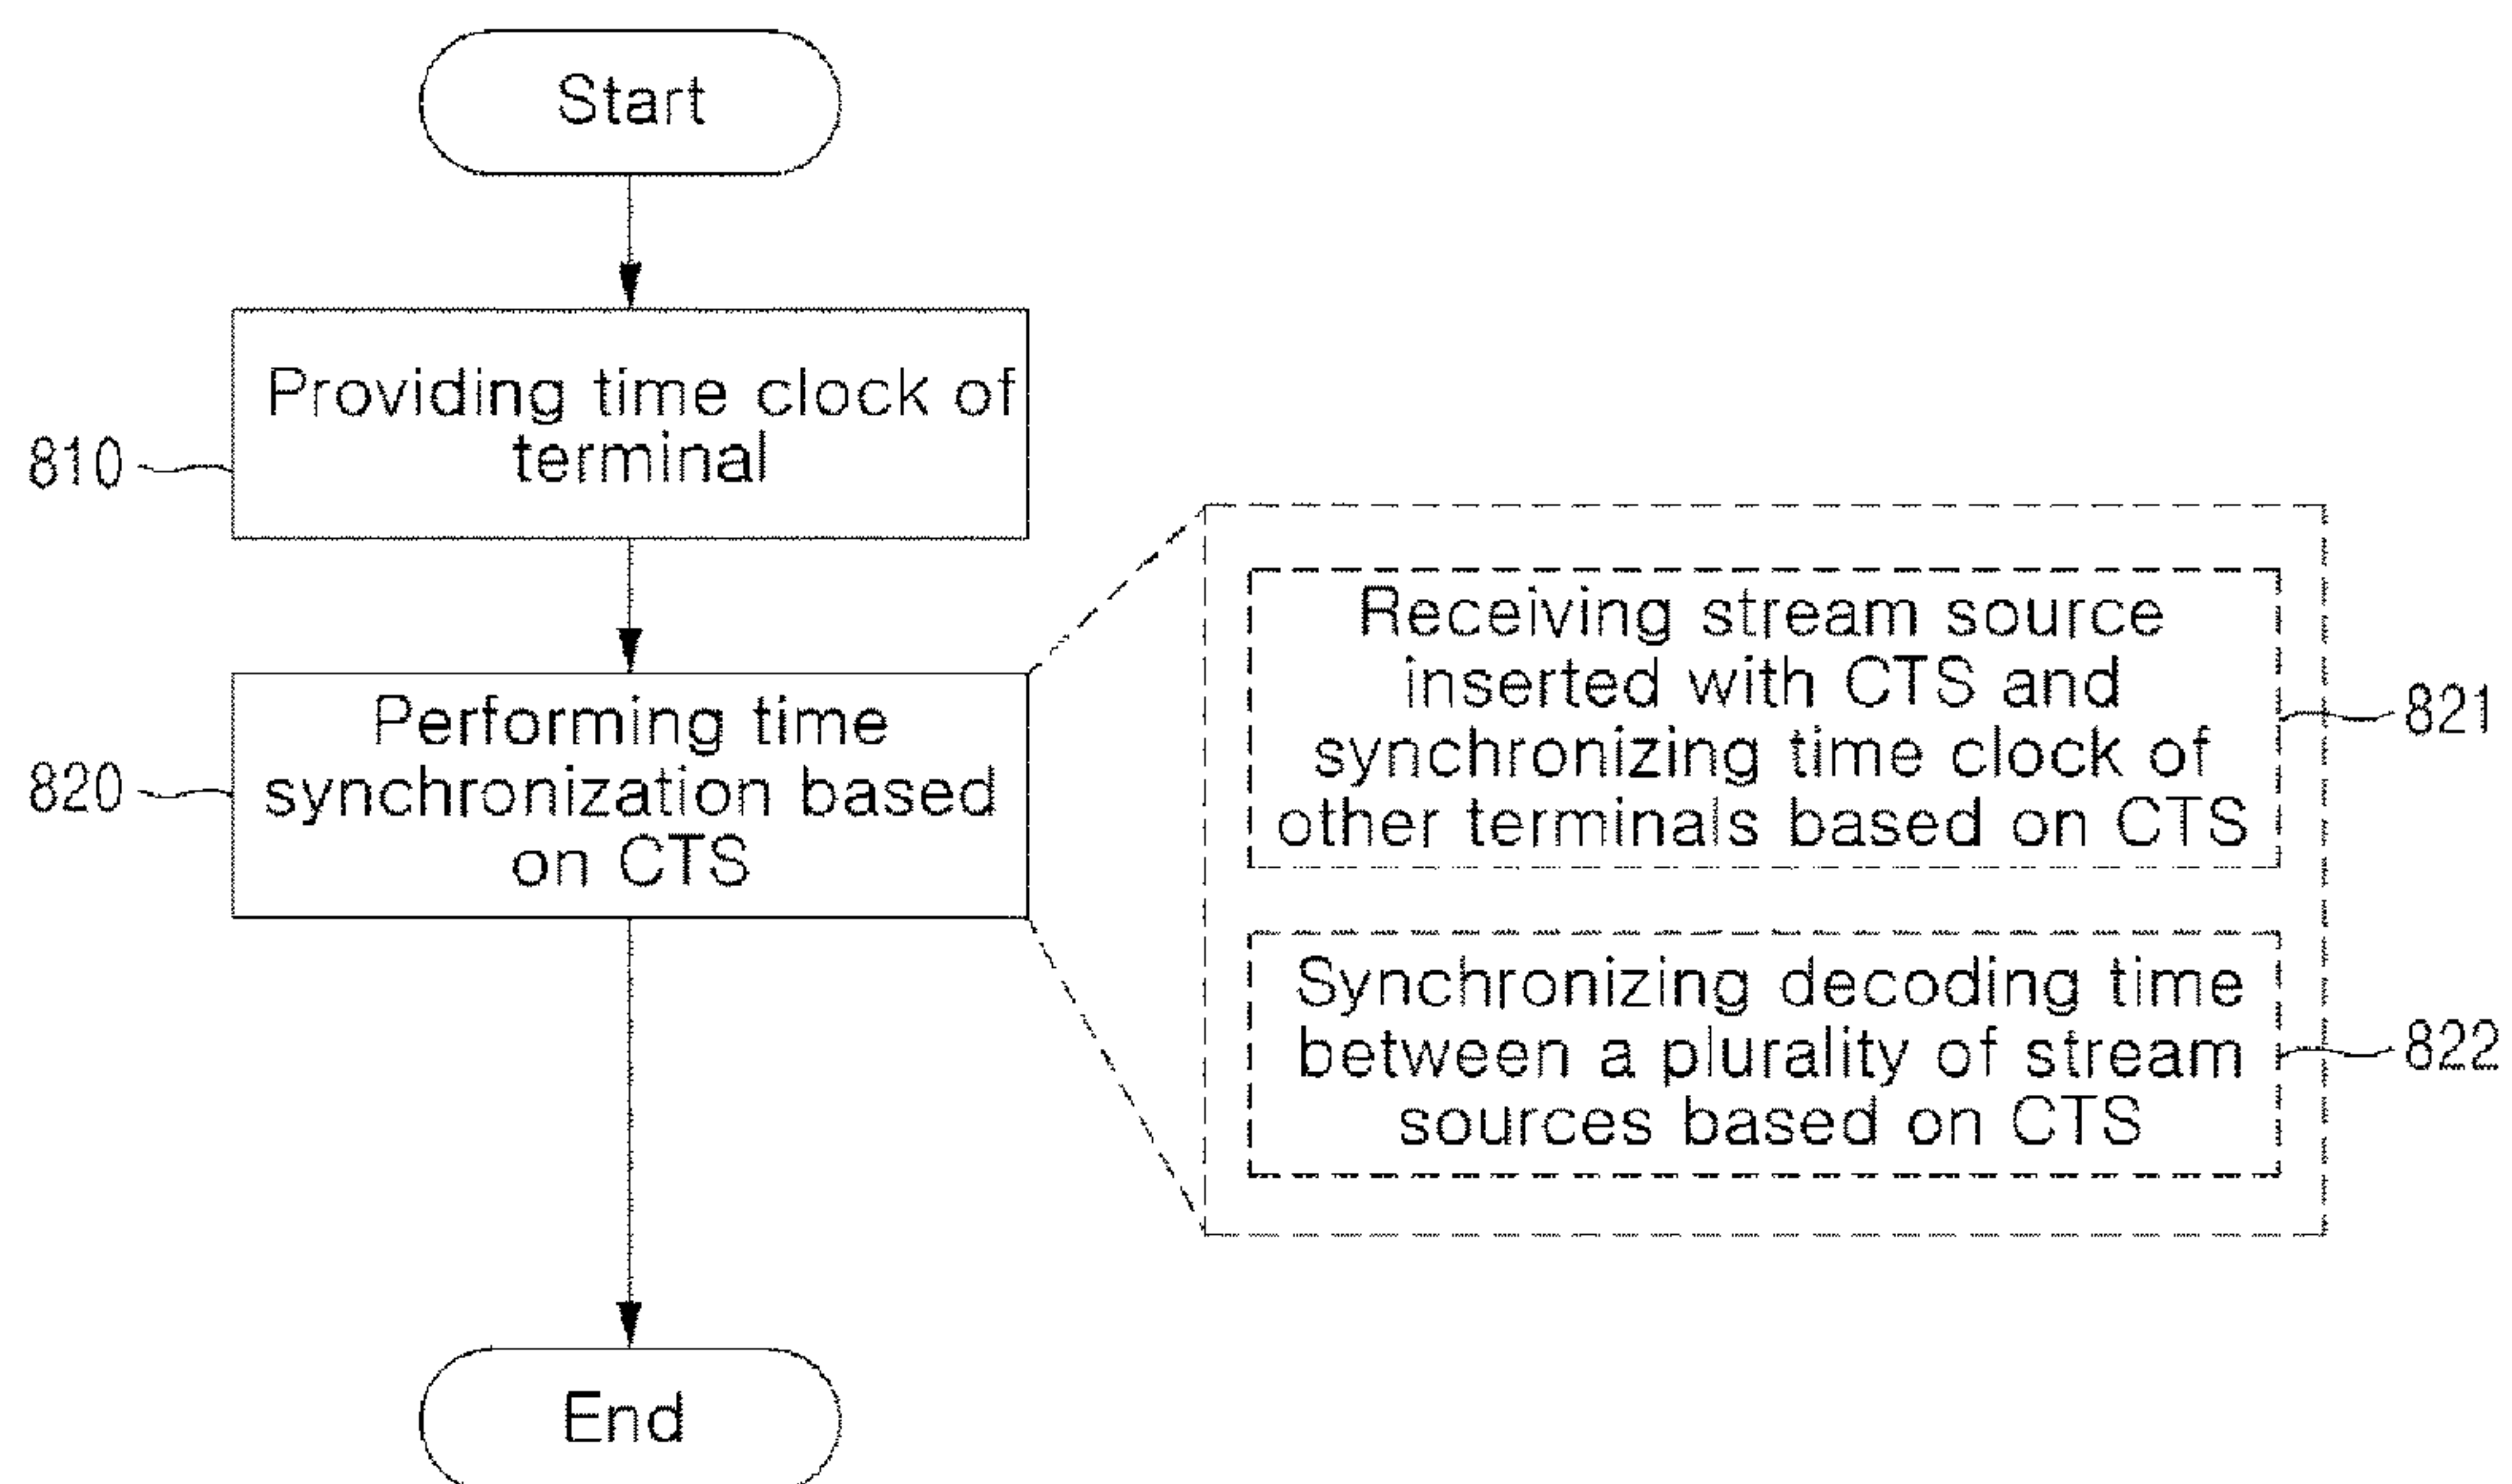 Start
Providing time clock of
terminal
810
Performing time
synchronization based
on CTS
820
Receiving stream source
inserted with CTS and
synchronizing time clock of
other terminals based on CTS
821
Synchronizing decoding time
between a plurality of stream
sources based on CTS
822
End